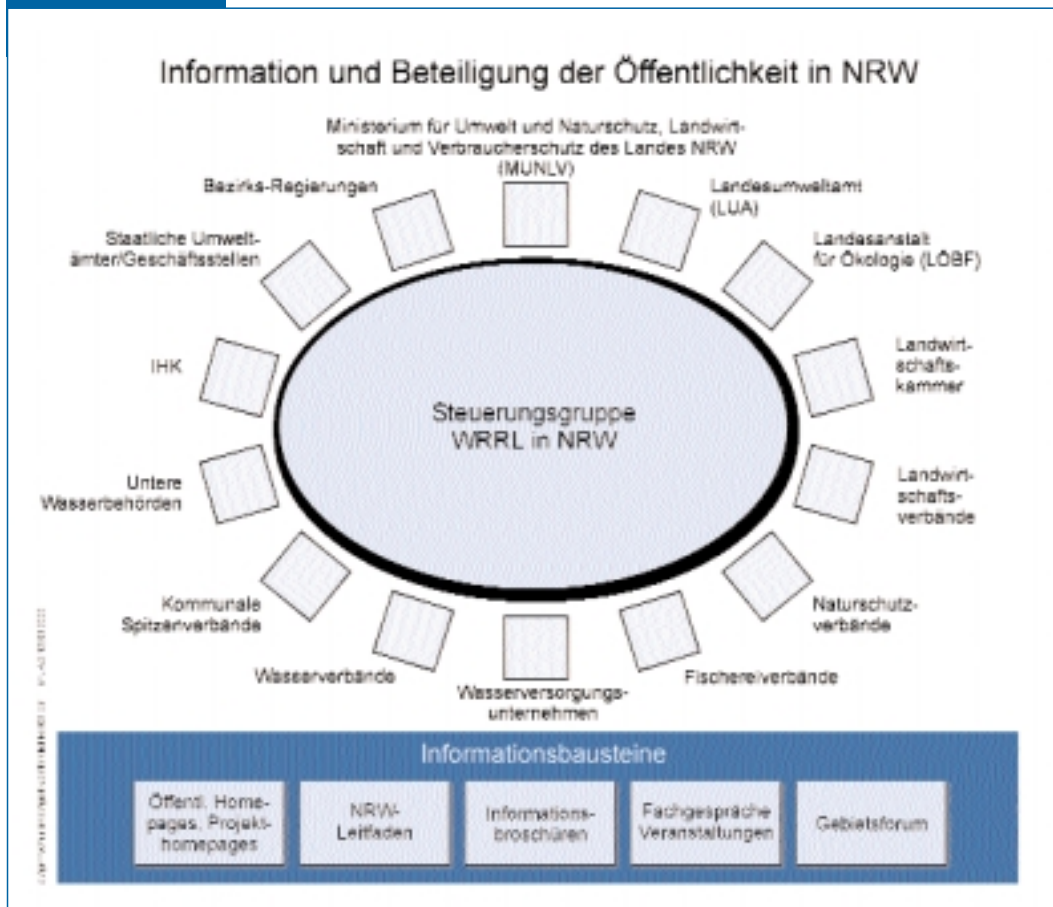 Information und Beteiligung der Öffentlichkeit in NRW
Ministerium für Umwelt und Naturschutz, Landwirt-
schaft und Verbraucherschutz des Landes NRW
(MUNLV)
Bezirks-Regierungen
Landesumweltamt
(LUA)
Staatliche Umwelt-
ämter/Geschäftsstellen
Landesanstalt
für Ökologie (LÖBF)
IHK
Landwirt-
schafts-
kammer
Steuerungsgruppe
WRRL in NRW
Untere
Wasserbehörden
Landwirt-
schafts-
verbände
Kommunale
Spitzenverbände
Naturschutz-
verbände
Wasserverbände
Wasserversorgungs-
unternehmen
Fischereiverbände
Informationsbausteine
Öffentl. Home-
pages, Projekt-
homepages
NRW-
Leitfaden
Informations-
broschüren
Fachgespräche
Veranstaltungen
Gebietsforum